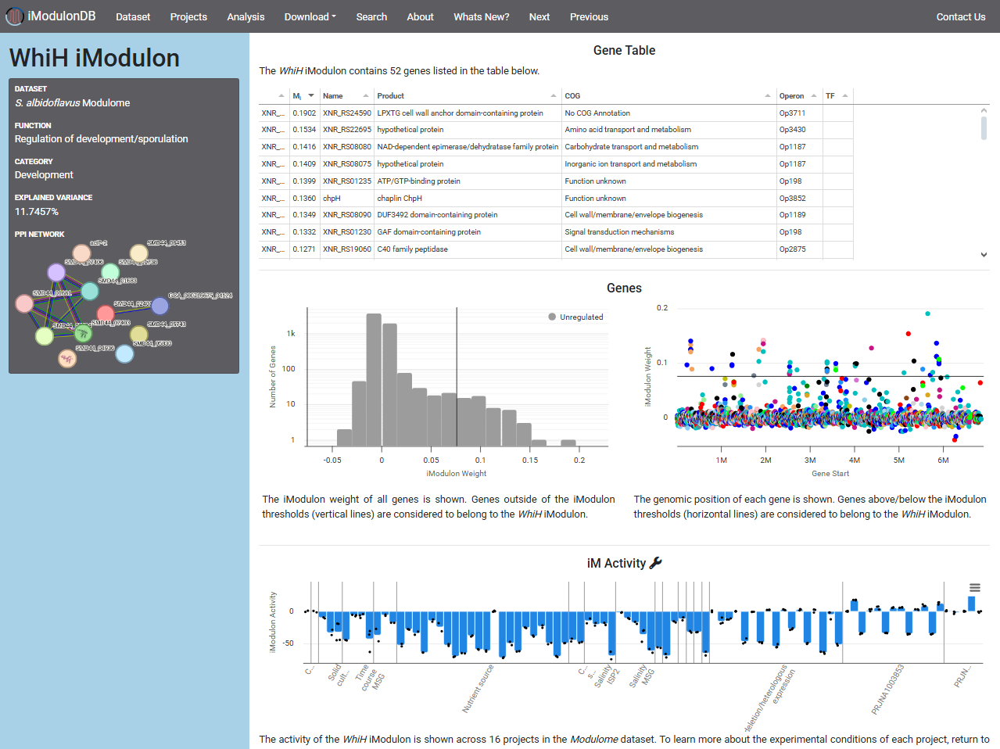 iModulonDB Dataset Projects Analysis Download Search About Whats New? Next Previous Contact Us
WhiH iModulon
DATASET
S. albidoflavus Modulome
FUNCTION
Regulation of development/sporulation
CATEGORY
Development
EXPLAINED VARIANCE
11.7457%
PPI NETWORK
SMD44_01683
SMD44_07403
SMD44_05743
SMD44_04936
Gene Table
The WhiH iModulon contains 52 genes listed in the table below.
Mi Name Product COG Operon TF
XNR_... 0.1902 XNR_RS24590 LPXTG cell wall anchor domain-containing protein No COG Annotation Op3711
XNR_... 0.1534 XNR_RS22695 hypothetical protein Amino acid transport and metabolism Op3430
XNR_... 0.1416 XNR_RS08080 NAD-dependent epimerase/dehydratase family protein Carbohydrate transport and metabolism Op1187
XNR_... 0.1409 XNR_RS08075 hypothetical protein Inorganic ion transport and metabolism Op1187
XNR_... 0.1399 XNR_RS01235 ATP/GTP-binding protein Function unknown Op198
XNR_... 0.1360 chpH chaplin ChpH Function unknown Op3852
XNR_... 0.1349 XNR_RS08090 DUF3492 domain-containing protein Cell wall/membrane/envelope biogenesis Op1189
XNR_... 0.1332 XNR_RS01230 GAF domain-containing protein Signal transduction mechanisms Op198
XNR_... 0.1271 XNR_RS19060 C40 family peptidase Cell wall/membrane/envelope biogenesis Op2875
Genes
Unregulated
Number of Genes
1k
100
10
1
-0.05 0 0.05 0.1 0.15 0.2
iModulon Weight
The iModulon weight of all genes is shown. Genes outside of the iModulon
thresholds (vertical lines) are considered to belong to the WhiH iModulon.
iModulon Weight
0.2
0.1
0
1M 2M 3M 4M 5M 6M
Gene Start
The genomic position of each gene is shown. Genes above/below the iModulon
thresholds (horizontal lines) are considered to belong to the WhiH iModulon.
iM Activity
iModulon Activity
0
-50
C...
Solid
cult...
Time
course
MSG
Nutrient source
C...
s...
Salinity
ISP2
Salinity
MSG
deletion/heterologous
expression
PRJNA1003853
PRJN...
The activity of the WhiH iModulon is shown across 16 projects in the Modulome dataset. To learn more about the experimental conditions of each project, return to